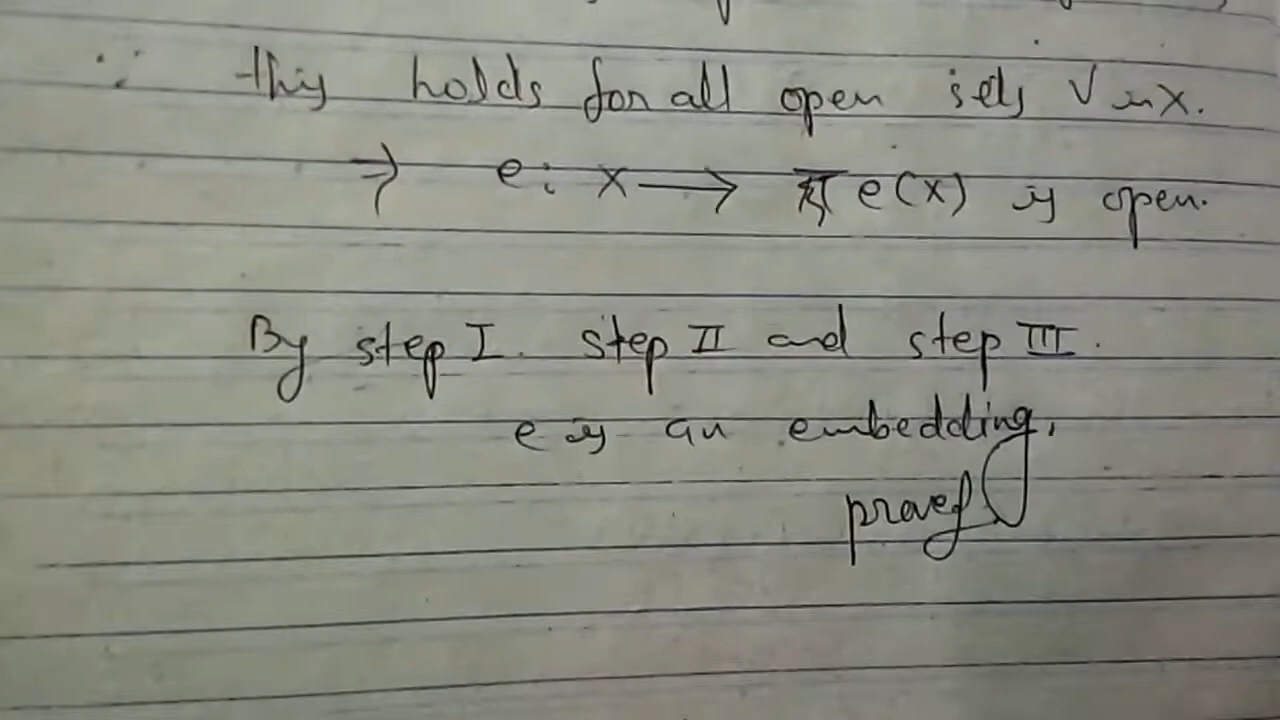 ∵ this holds for all open sets V in X.
⇒ e: X → e(X) is open.
By step I. step II and step III.
e is an embedding,
proved